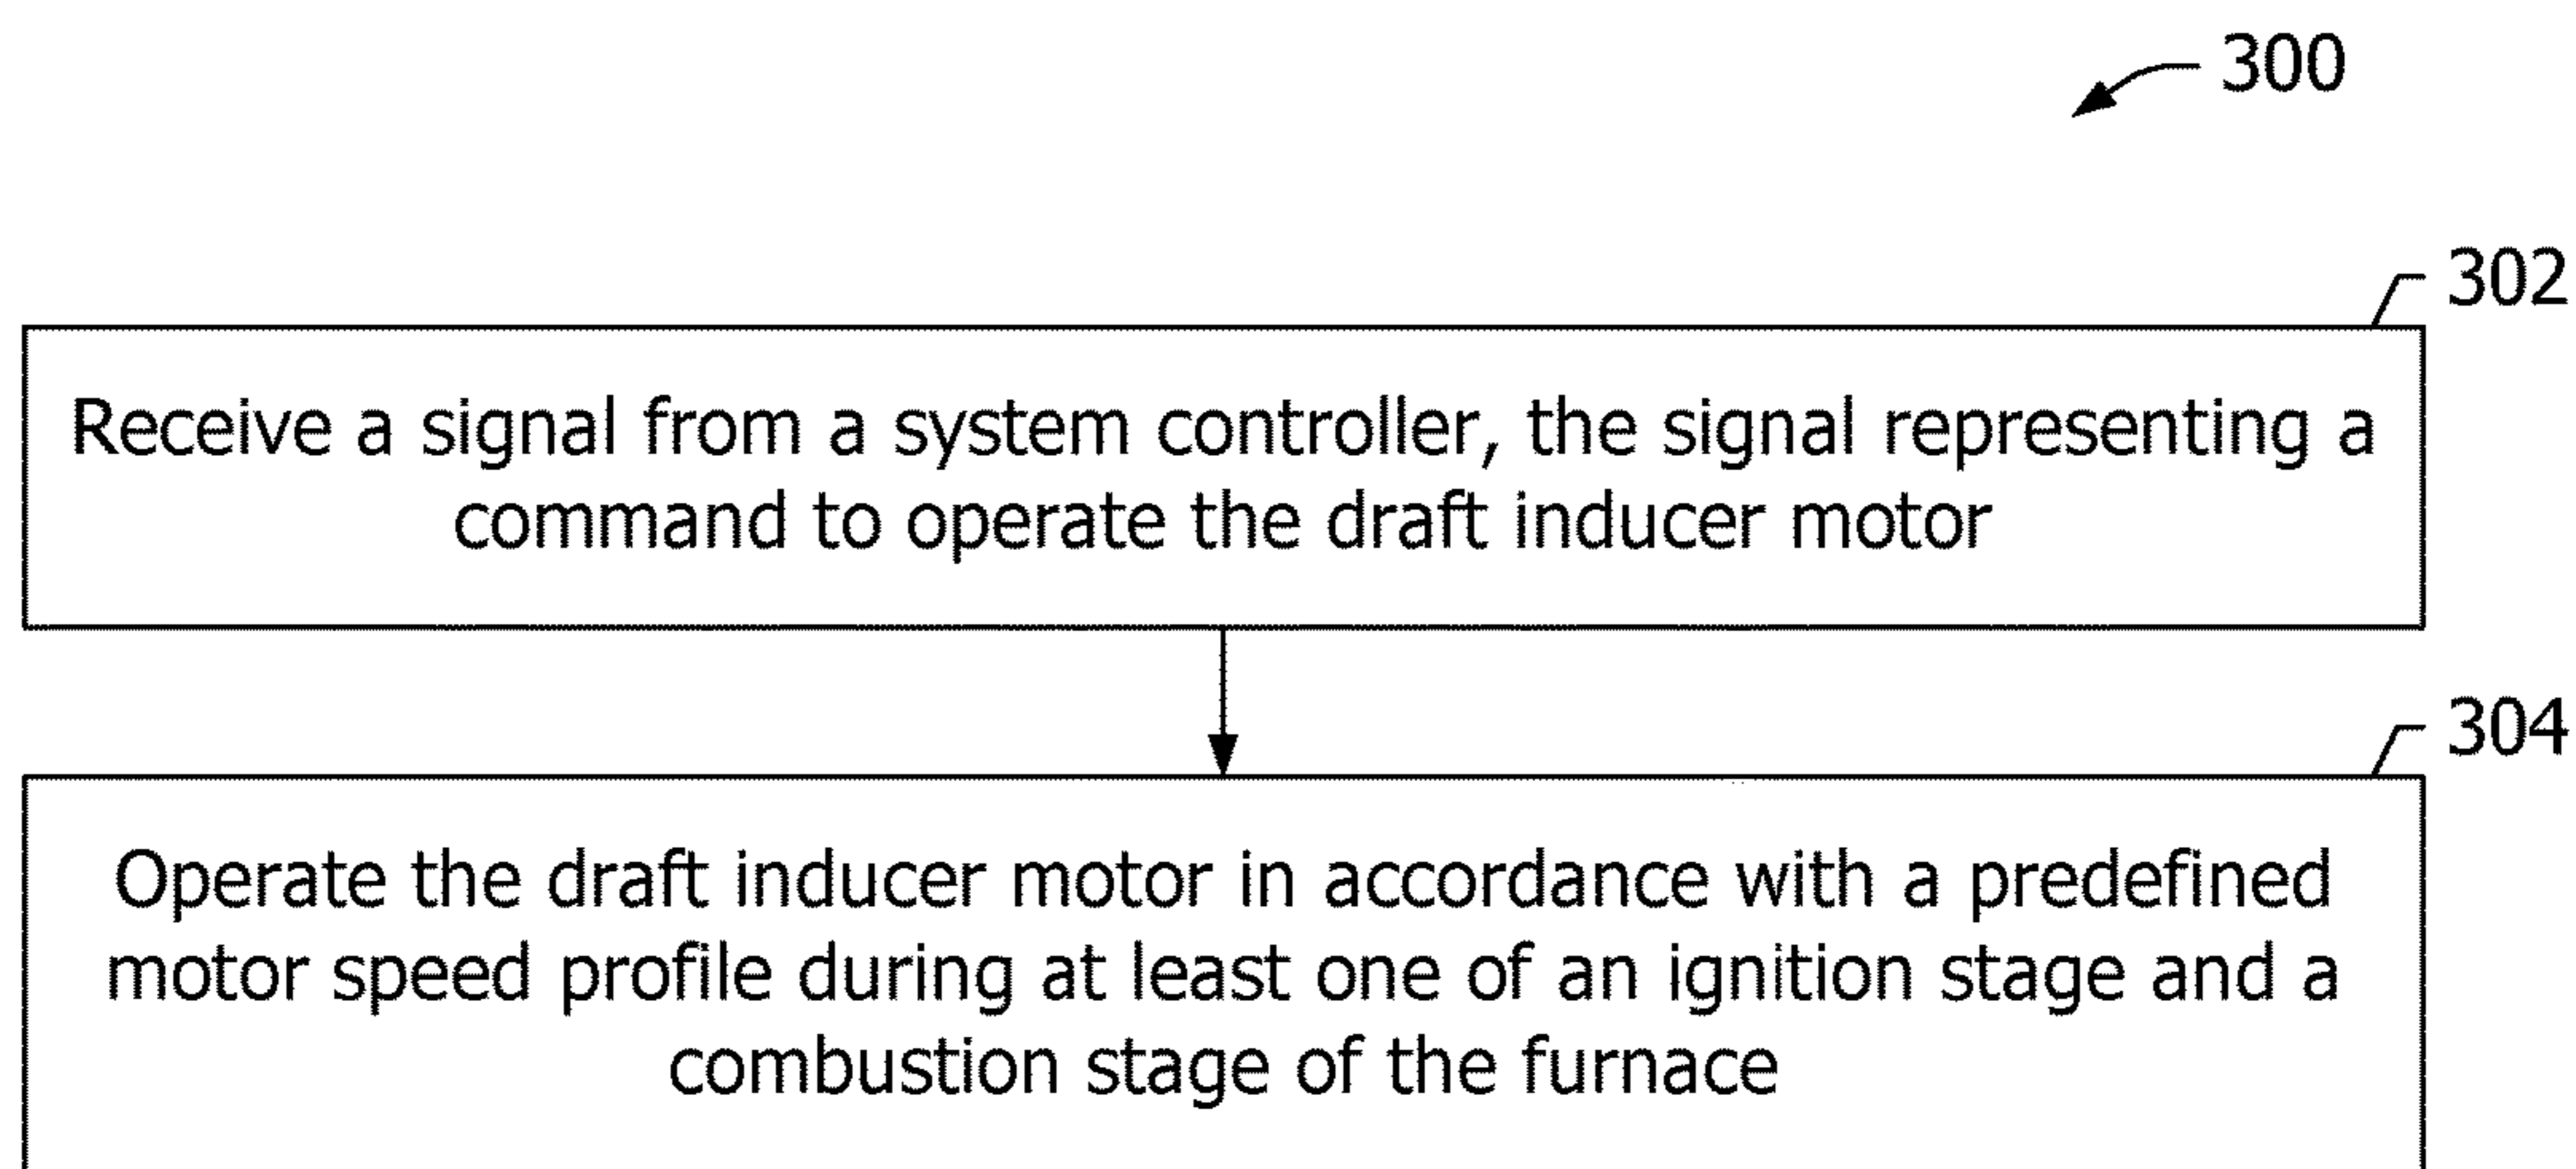 300
302
Receive a signal from a system controller, the signal representing a
command to operate the draft inducer motor
304
Operate the draft inducer motor in accordance with a predefined
motor speed profile during at least one of an ignition stage and a
combustion stage of the furnace